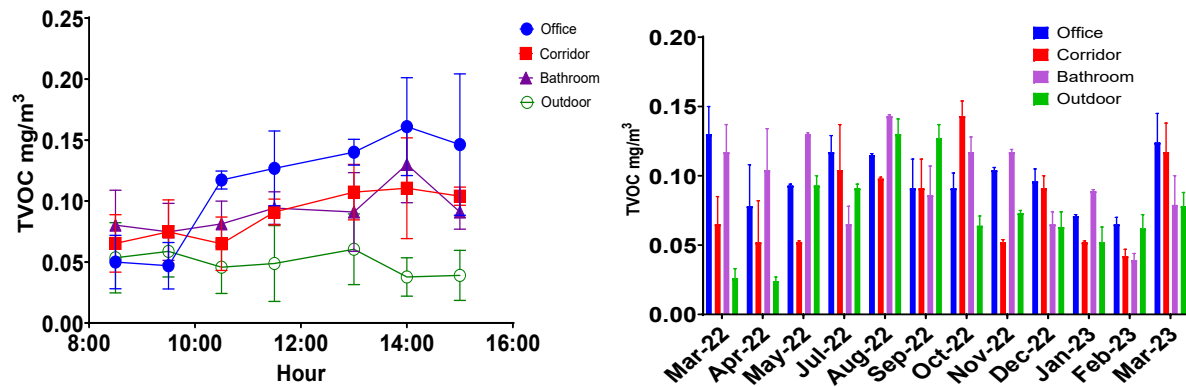 0.25
0.20
0.15
0.10
0.05
0.00
TVOC mg/m³
8:00 10:00 12:00 14:00 16:00
Hour
Office
Corridor
Bathroom
Outdoor
0.20
0.15
0.10
0.05
0.00
TVOC mg/m³
Mar-22 Apr-22 May-22 Jul-22 Aug-22 Sep-22 Oct-22 Nov-22 Dec-22 Jan-23 Feb-23 Mar-23
Office
Corridor
Bathroom
Outdoor